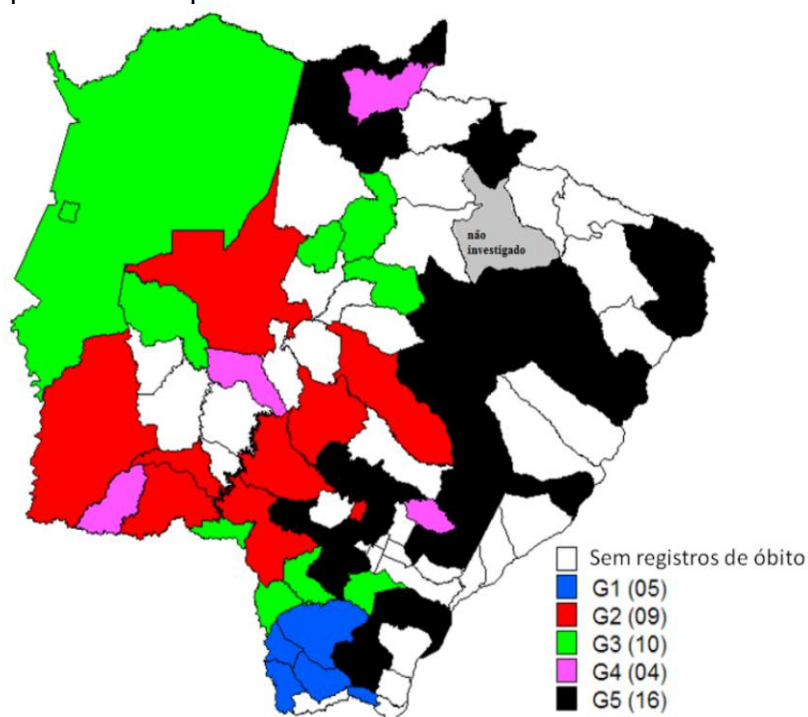 não
investigado
Sem registros de óbito
G1 (05)
G2 (09)
G3 (10)
G4 (04)
G5 (16)